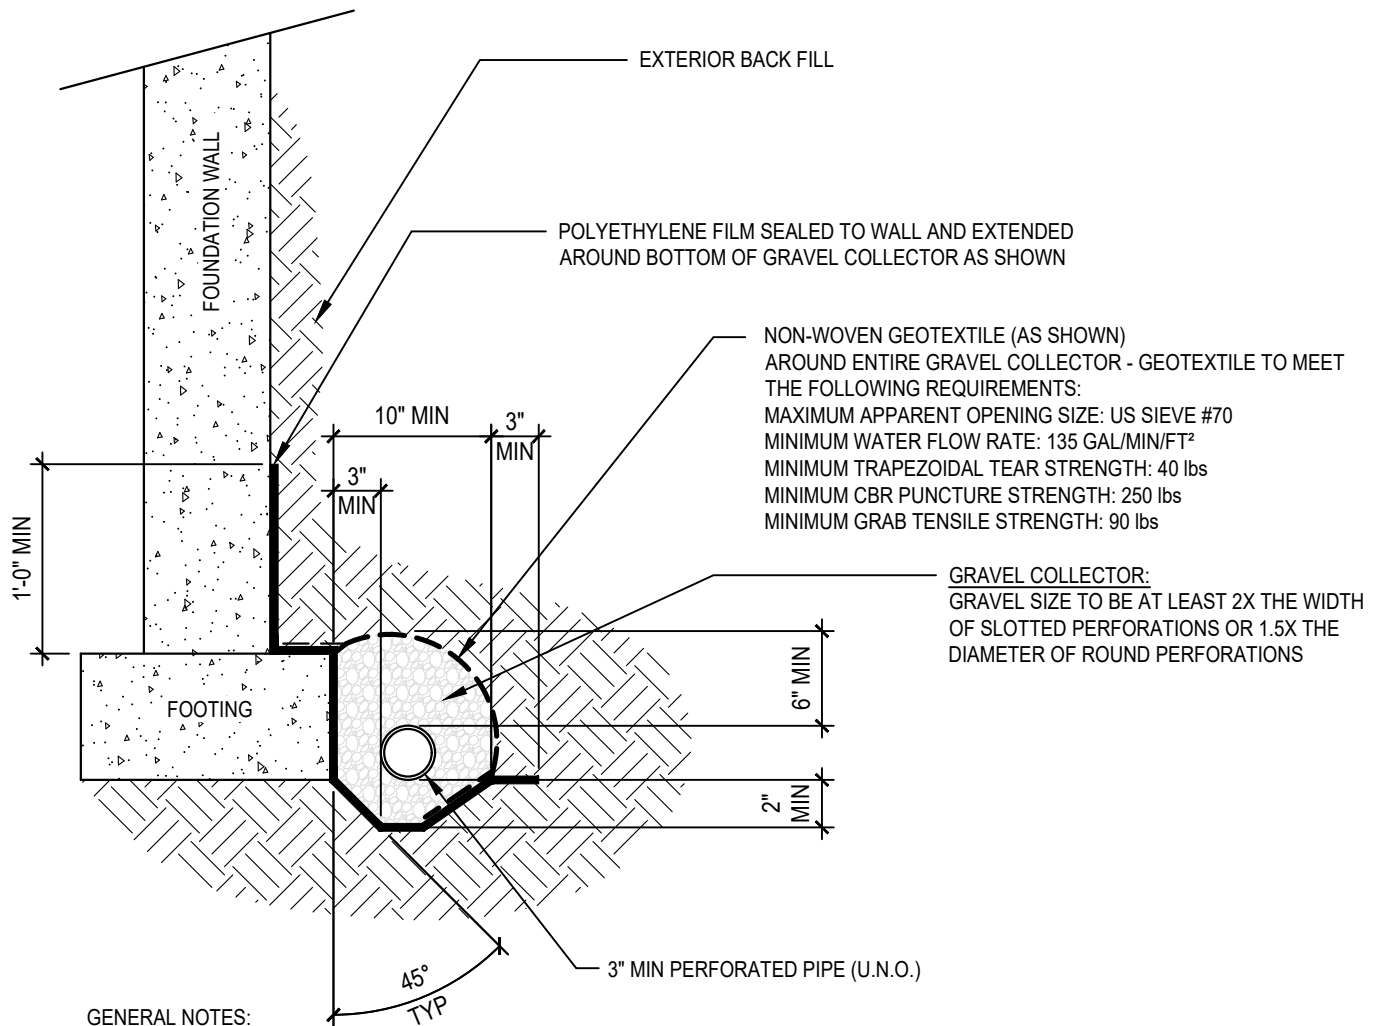 EXTERIOR BACK FILL
FOUNDATION WALL
POLYETHYLENE FILM SEALED TO WALL AND EXTENDED
AROUND BOTTOM OF GRAVEL COLLECTOR AS SHOWN
NON-WOVEN GEOTEXTILE (AS SHOWN)
AROUND ENTIRE GRAVEL COLLECTOR - GEOTEXTILE TO MEET
THE FOLLOWING REQUIREMENTS:
MAXIMUM APPARENT OPENING SIZE: US SIEVE #70
MINIMUM WATER FLOW RATE: 135 GAL/MIN/FT²
MINIMUM TRAPEZOIDAL TEAR STRENGTH: 40 lbs
MINIMUM CBR PUNCTURE STRENGTH: 250 lbs
MINIMUM GRAB TENSILE STRENGTH: 90 lbs
10" MIN
3"
MIN
3"
MIN
1'-0" MIN
GRAVEL COLLECTOR:
GRAVEL SIZE TO BE AT LEAST 2X THE WIDTH
OF SLOTTED PERFORATIONS OR 1.5X THE
DIAMETER OF ROUND PERFORATIONS
6" MIN
FOOTING
2"
MIN
3" MIN PERFORATED PIPE (U.N.O.)
45°
TYP
GENERAL NOTES: